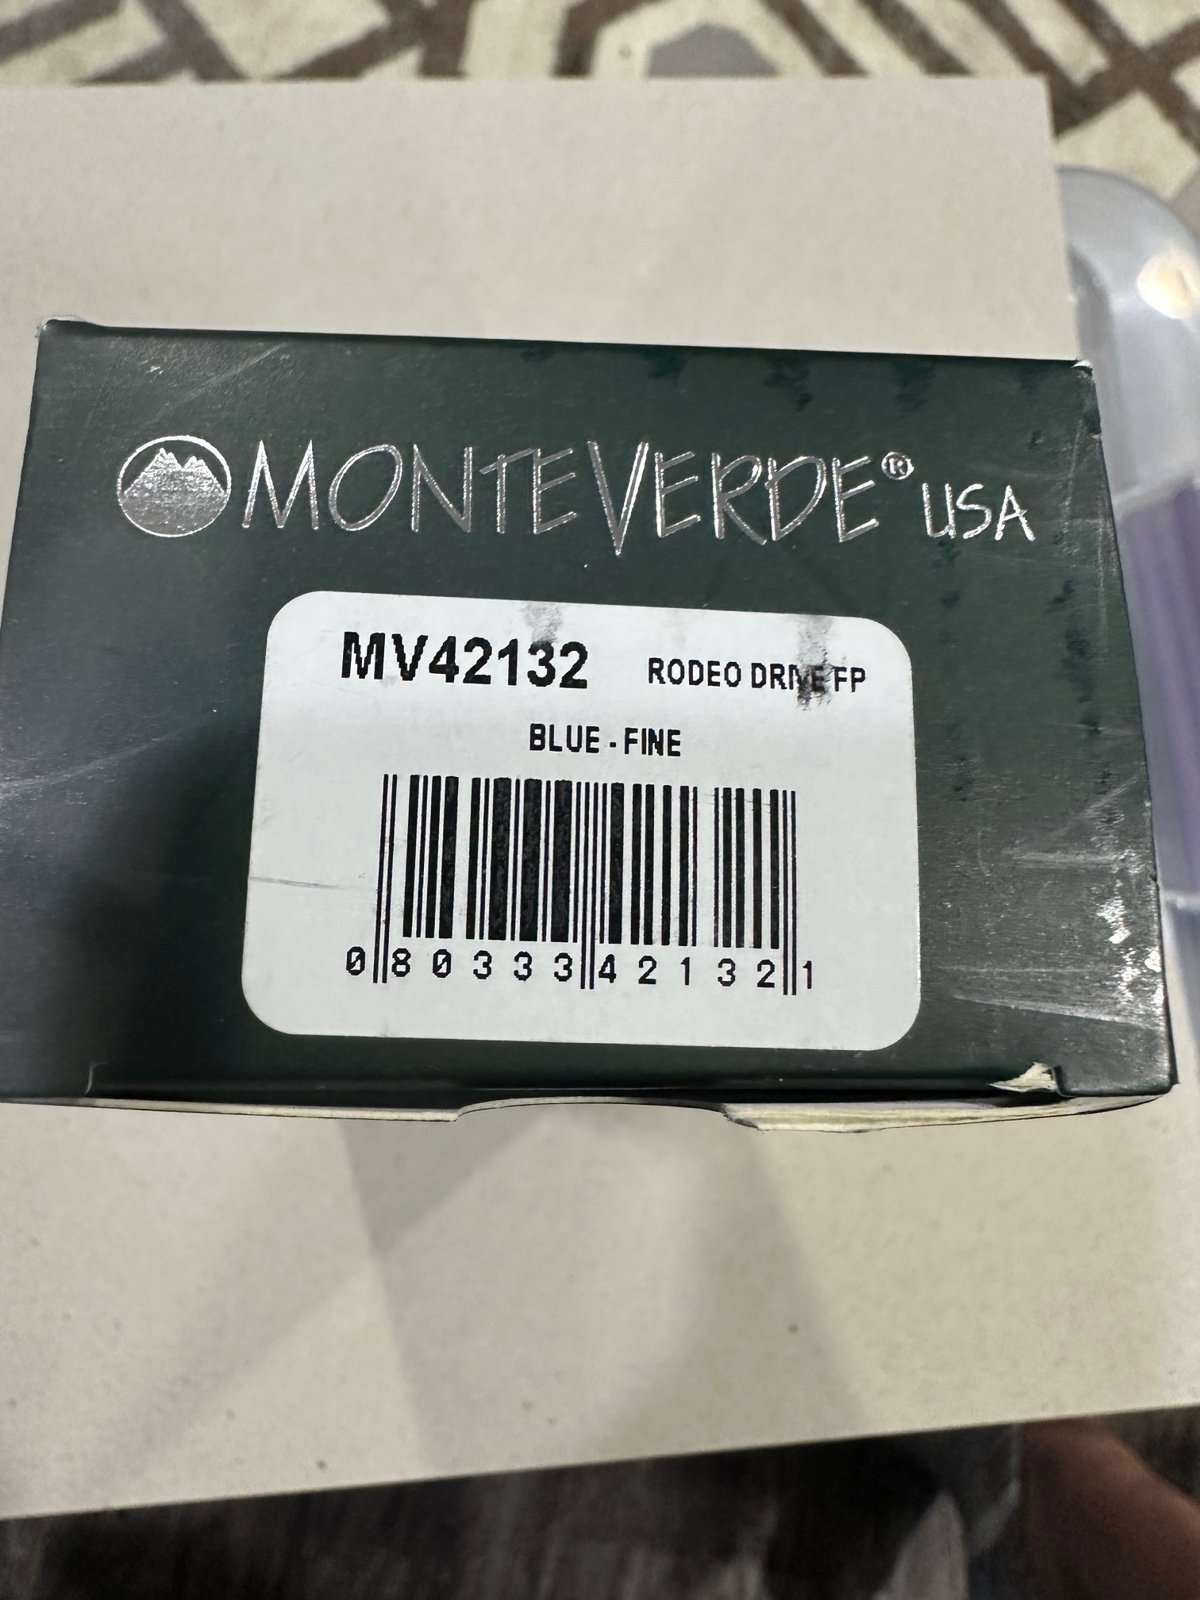 MONTEVERDE® USA
MV42132 RODEO DRIVE FP
BLUE - FINE
0 80333 42132 1